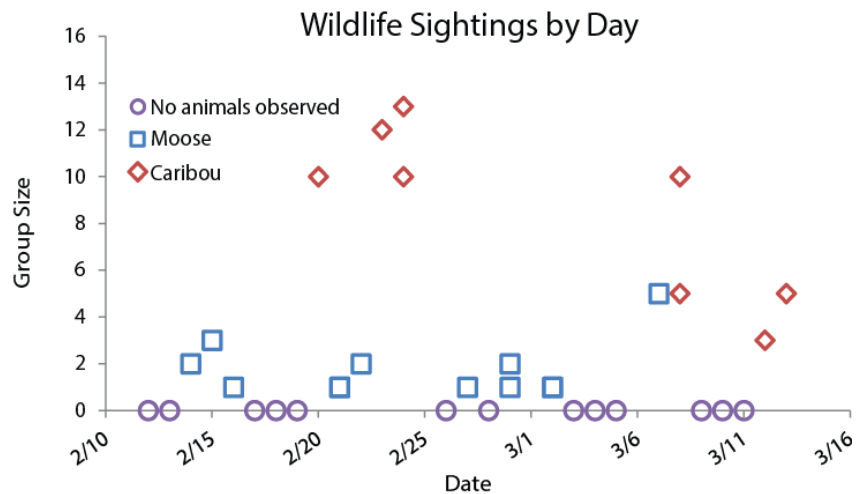 Wildlife Sightings by Day
16
14
12
10
8
6
4
2
0
Group Size
No animals observed
Moose
Caribou
2/10
2/15
2/20
2/25
3/1
3/6
3/11
3/16
Date